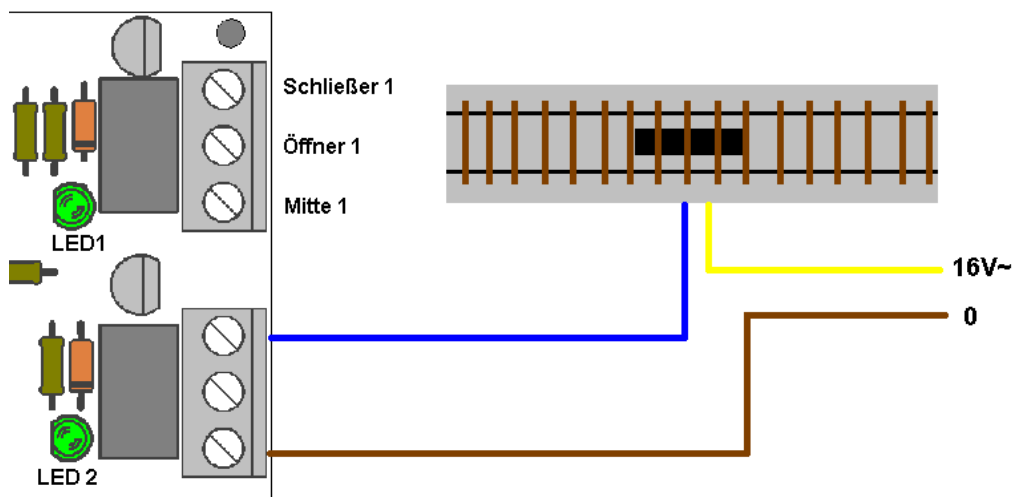 Schließer 1
Öffner 1
Mitte 1
LED1
16V~
0
LED 2